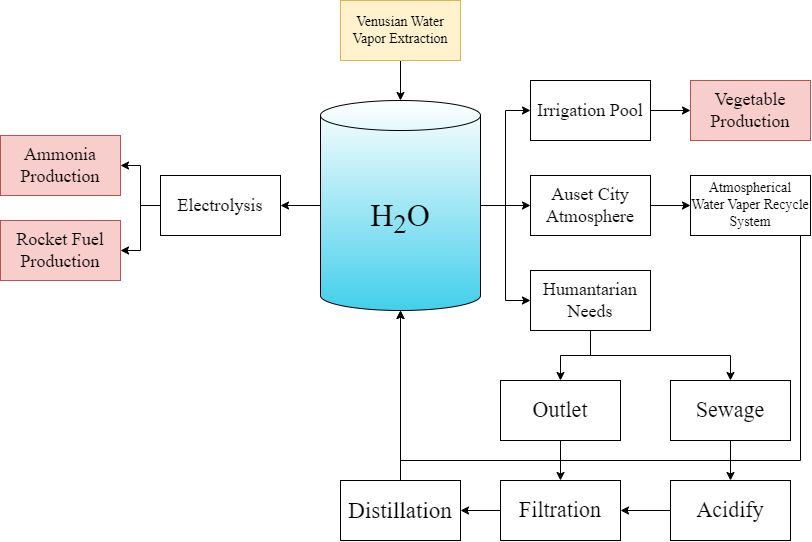 Venusian Water
Vapor Extraction
Irrigation Pool
Vegetable
Production
Ammonia
Production
Electrolysis
H2O
Auset City
Atmosphere
Atmospherical
Water Vaper Recycle
System
Rocket Fuel
Production
Humantarian
Needs
Outlet
Sewage
Distillation
Filtration
Acidify